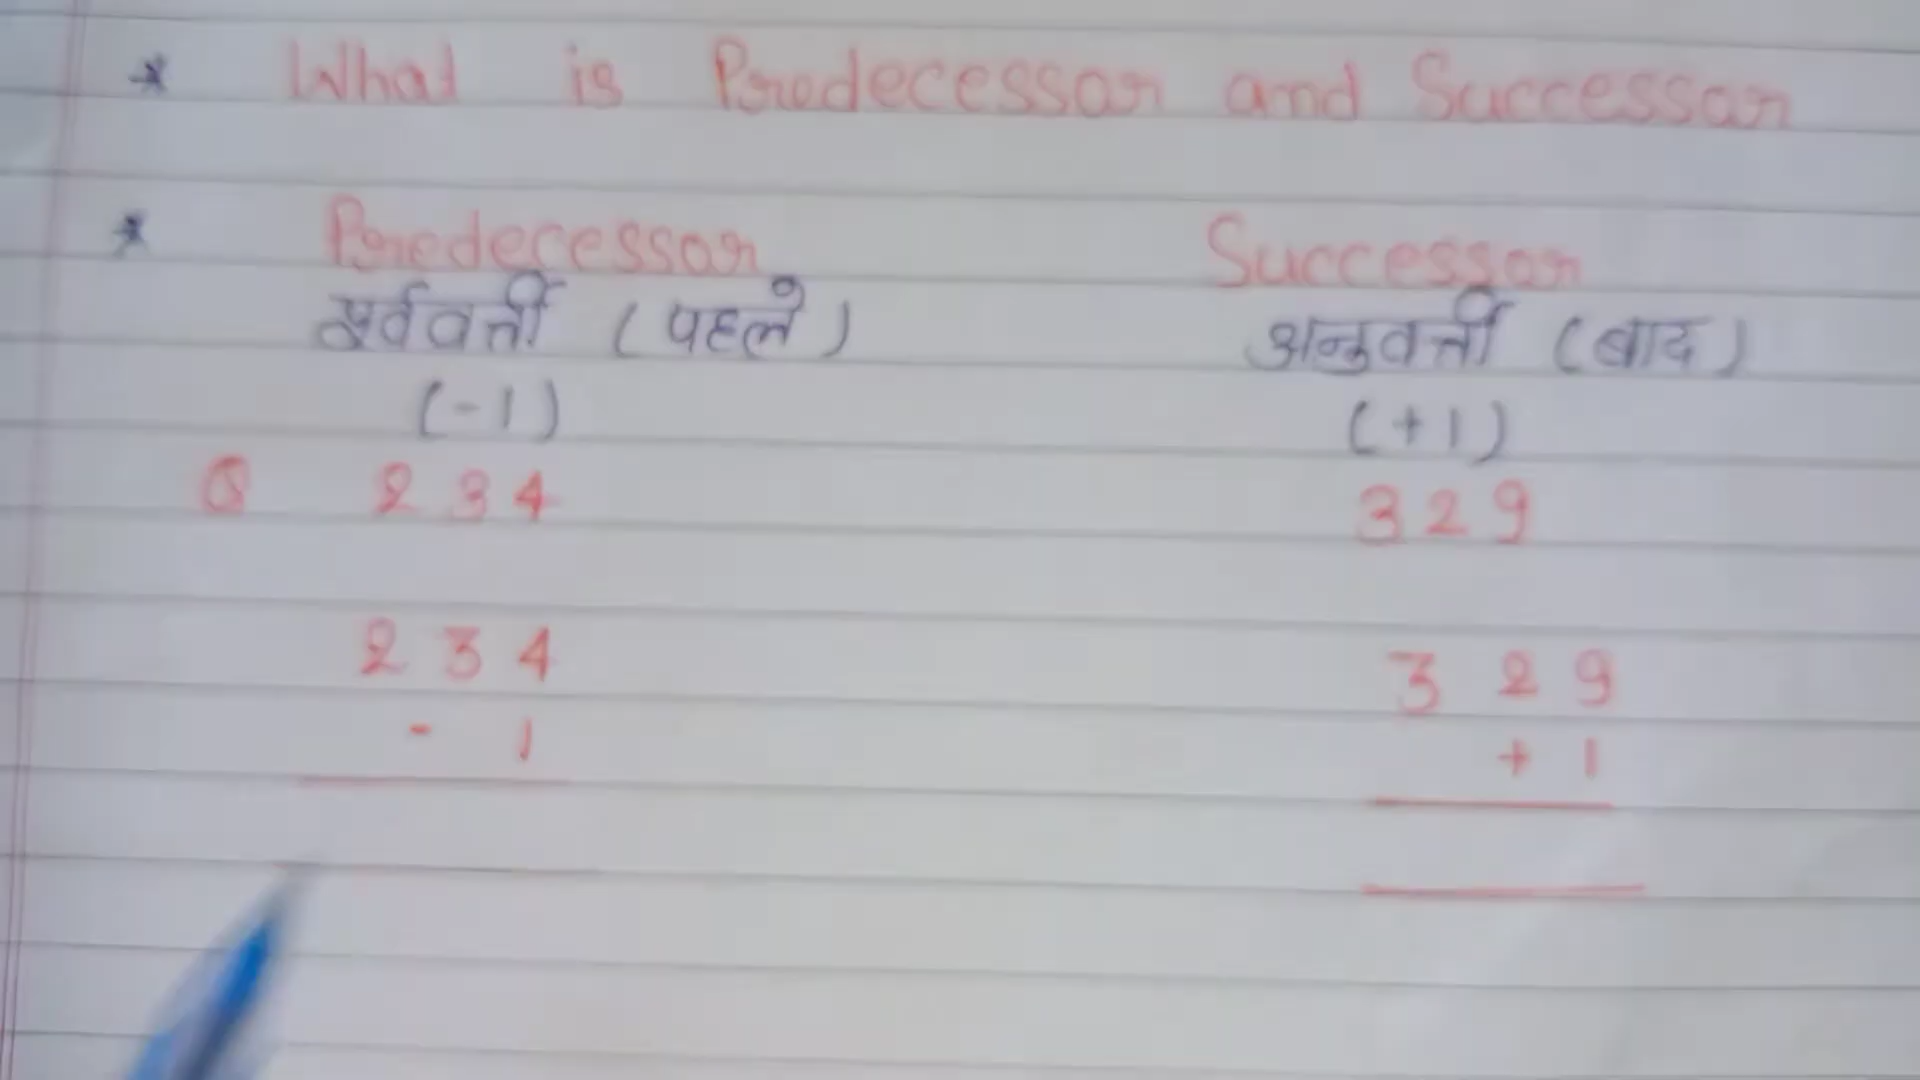 * What is Predecessor and Successor
* Predecessor Successor
पूर्ववर्ती (पहले) अनुवर्ती (बाद)
(-1) (+1)
Q 234 329
234 329
- 1 + 1